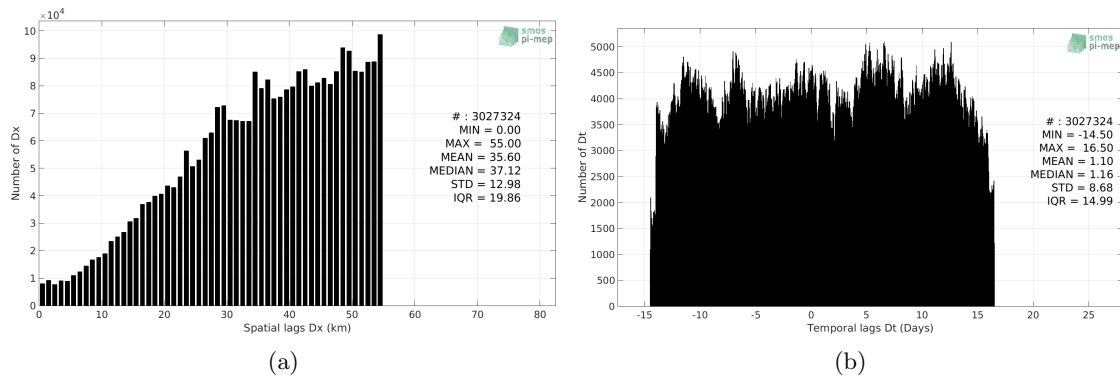 ×10⁴
10
9
8
7
6
5
4
3
2
1
0
Number of Dx
0 10 20 30 40 50 60 70 80
Spatial lags Dx (km)
smos
pi-mep
# : 3027324
MIN = 0.00
MAX = 55.00
MEAN = 35.60
MEDIAN = 37.12
STD = 12.98
IQR = 19.86
(a)
5000
4500
4000
3500
3000
2500
2000
1500
1000
500
0
Number of Dt
-15 -10 -5 0 5 10 15 20 25
Temporal lags Dt (Days)
smos
pi-mep
# : 3027324
MIN = -14.50
MAX = 16.50
MEAN = 1.10
MEDIAN = 1.16
STD = 8.68
IQR = 14.99
(b)